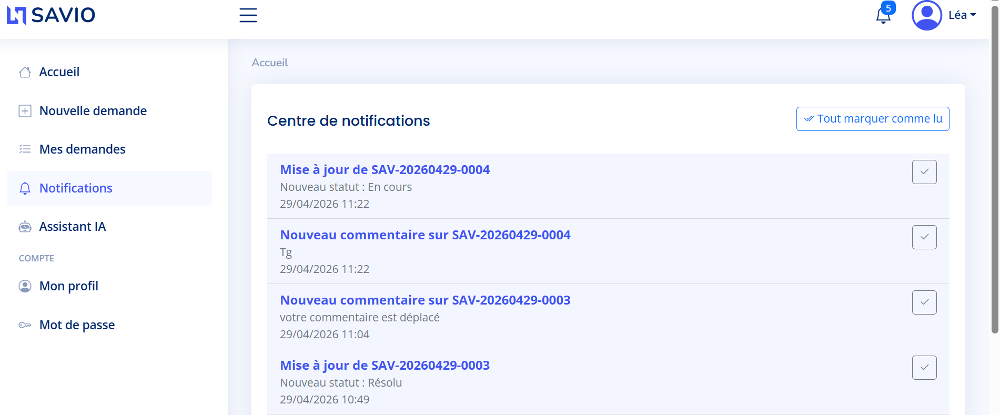 SAVIO
5
Léa
Accueil
Nouvelle demande
Mes demandes
Notifications
Assistant IA
COMPTE
Mon profil
Mot de passe
Accueil
Centre de notifications
Tout marquer comme lu
Mise à jour de SAV-20260429-0004
Nouveau statut : En cours
29/04/2026 11:22
Nouveau commentaire sur SAV-20260429-0004
Tg
29/04/2026 11:22
Nouveau commentaire sur SAV-20260429-0003
votre commentaire est déplacé
29/04/2026 11:04
Mise à jour de SAV-20260429-0003
Nouveau statut : Résolu
29/04/2026 10:49